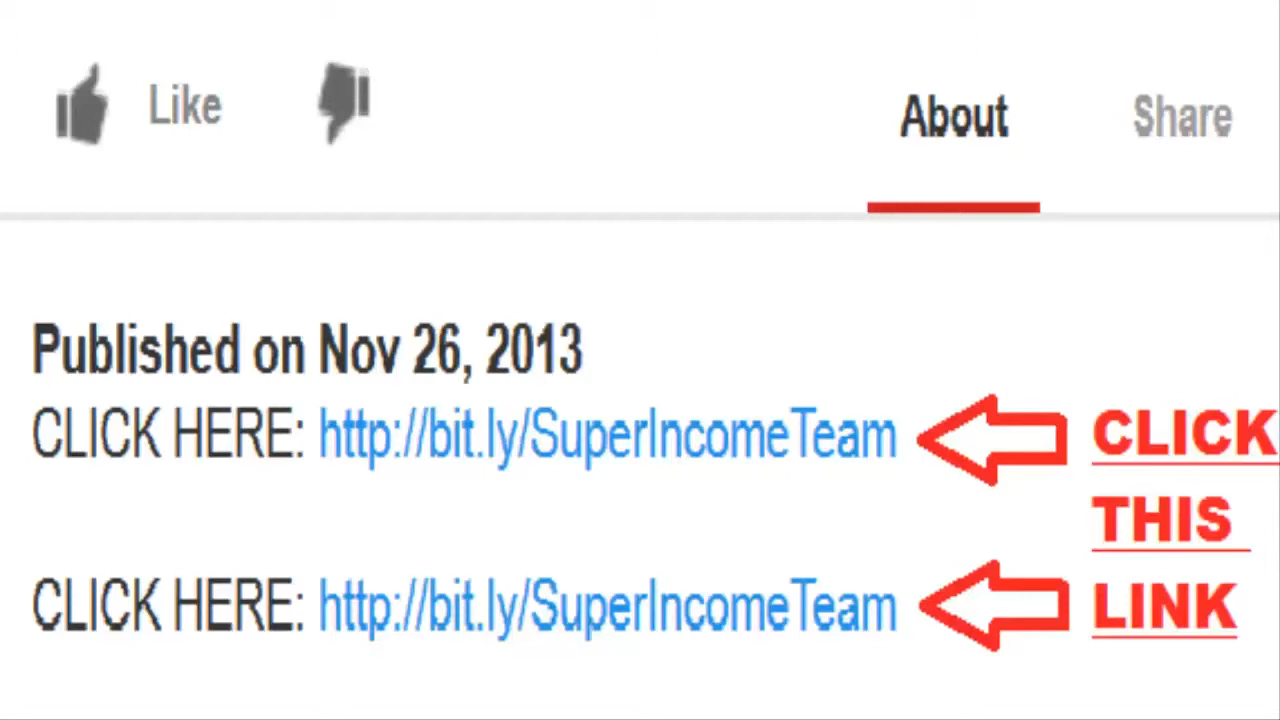 Like
About
Share
Published on Nov 26, 2013
CLICK HERE: http://bit.ly/SuperIncomeTeam
CLICK HERE: http://bit.ly/SuperIncomeTeam
CLICK
THIS
LINK